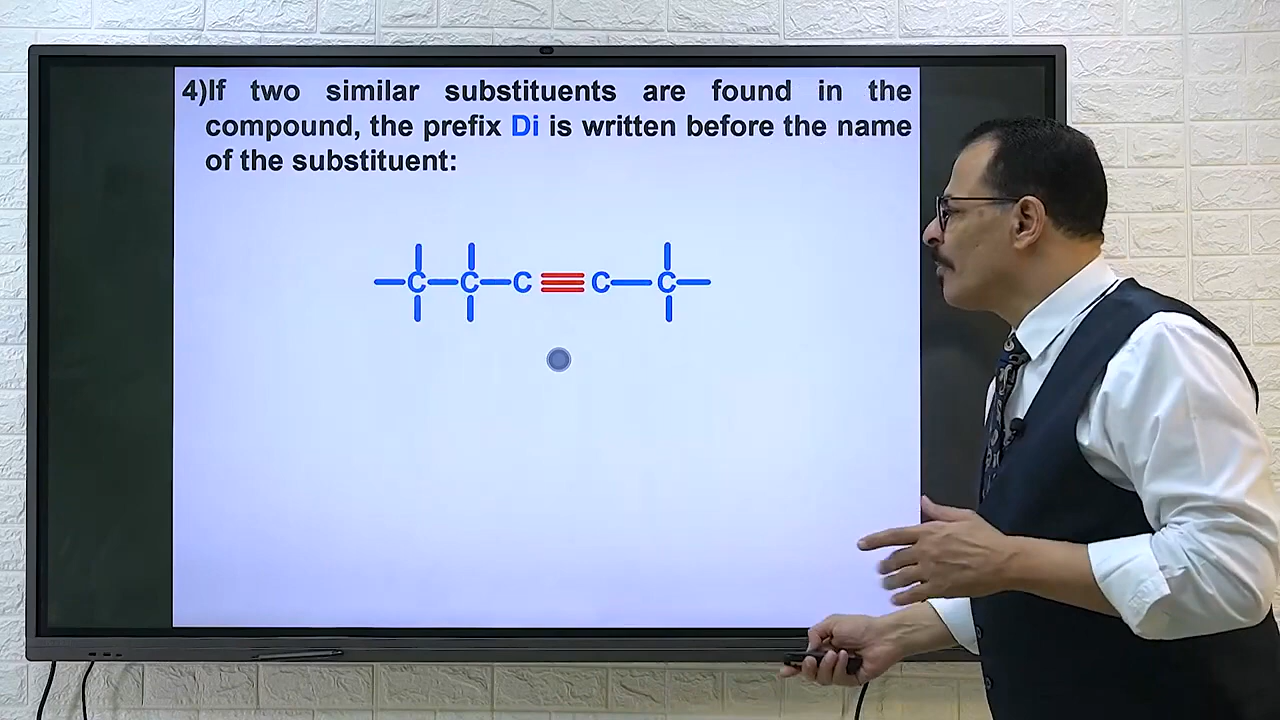 4)If two similar substituents are found in the
compound, the prefix Di is written before the name
of the substituent:
C C C C C